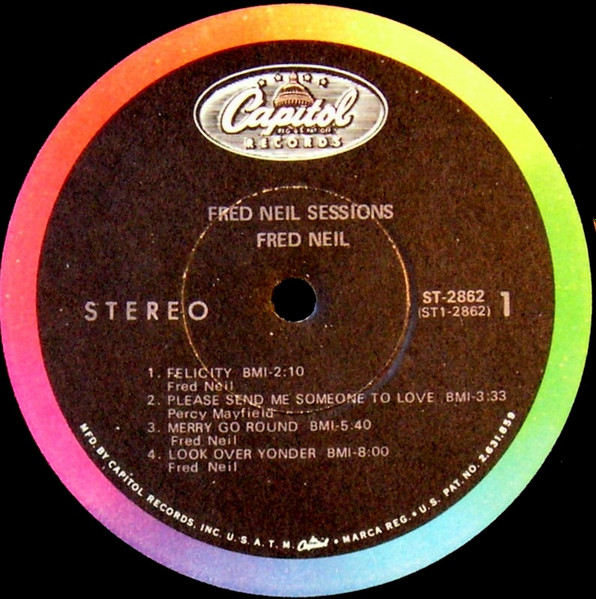 Capitol
RECORDS
FRED NEIL SESSIONS
FRED NEIL
STEREO
ST-2862
(ST1-2862)
1
1. FELICITY BMI-2:10
Fred Neil
2. PLEASE SEND ME SOMEONE TO LOVE BMI-3:33
Percy Mayfield
3. MERRY GO ROUND BMI-5:40
Fred Neil
4. LOOK OVER YONDER BMI-8:00
Fred Neil
MFD. BY CAPITOL RECORDS, INC. U.S.A. T.M. Capitol • MARCA REG. • U.S. PAT. NO. 2,631,859